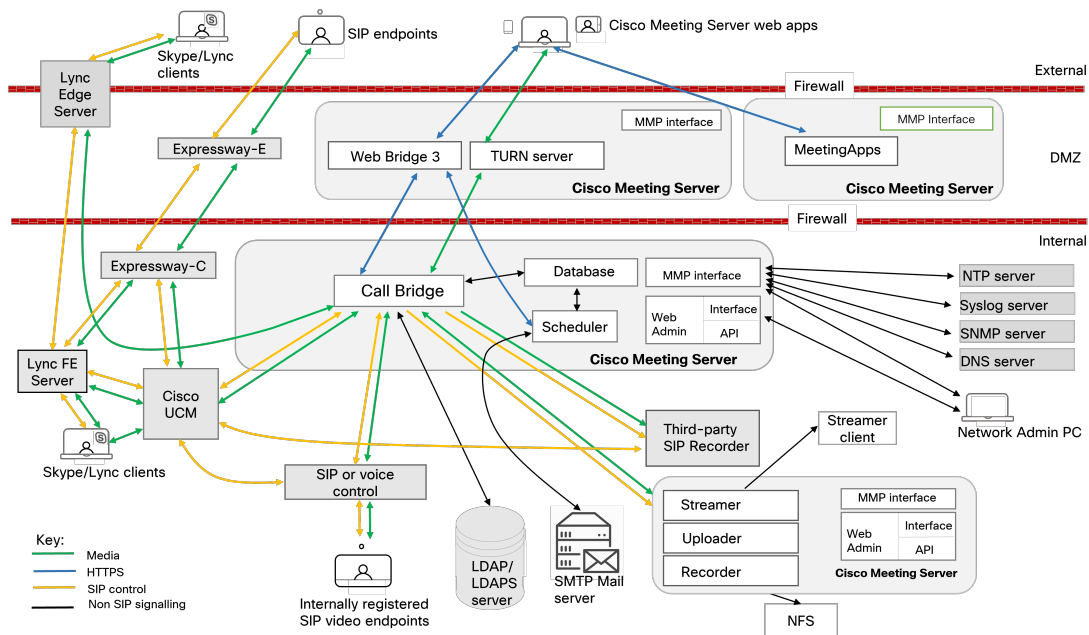 Skype/Lync
clients
SIP endpoints
Cisco Meeting Server web apps
External
Firewall
Lync
Edge
Server
MMP interface
MMP Interface
Expressway-E
Web Bridge 3
TURN server
MeetingApps
DMZ
Cisco Meeting Server
Cisco Meeting Server
Firewall
Internal
Expressway-C
Database
MMP interface
NTP server
Call Bridge
Syslog server
Scheduler
Web
Admin
Interface
API
SNMP server
Cisco Meeting Server
DNS server
Lync FE
Server
Cisco
UCM
Network Admin PC
Streamer
client
Third-party
SIP Recorder
Skype/Lync clients
SIP or voice
control
Streamer
Uploader
Recorder
MMP interface
Web
Admin
Interface
API
Cisco Meeting Server
Key:
Media
HTTPS
SIP control
Non SIP signalling
Internally registered
SIP video endpoints
LDAP/
LDAPS
server
SMTP Mail
server
NFS
S
S